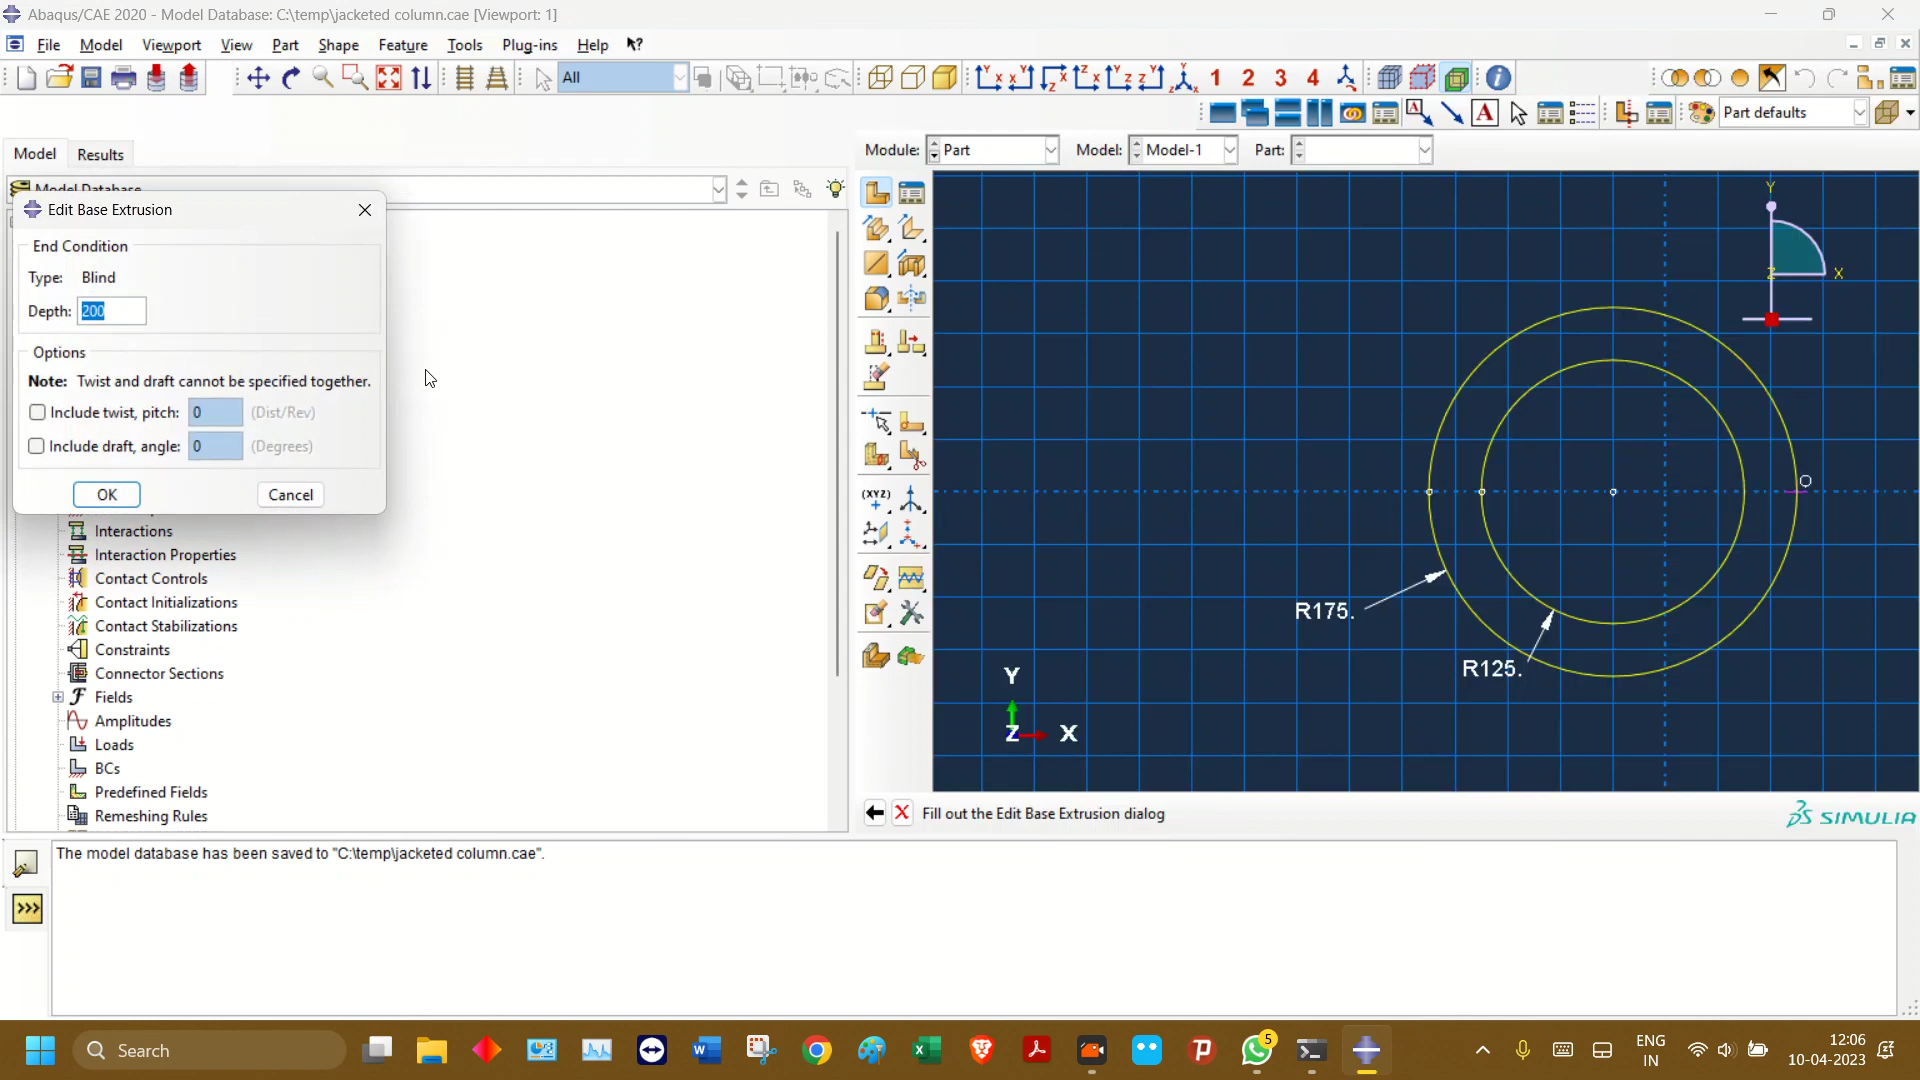 Abaqus/CAE 2020 - Model Database: C:\temp\jacketed column.cae [Viewport: 1]
File Model Viewport View Part Shape Feature Tools Plug-ins Help
All
1 2 3 4
Part defaults
Model Results
Module: Part Model: Model-1 Part:
Model Database
Edit Base Extrusion
End Condition
Type: Blind
Depth: 200
Options
Note: Twist and draft cannot be specified together.
Include twist, pitch: 0 (Dist/Rev)
Include draft, angle: 0 (Degrees)
OK Cancel
Interactions
Interaction Properties
Contact Controls
Contact Initializations
Contact Stabilizations
Constraints
Connector Sections
Fields
Amplitudes
Loads
BCs
Predefined Fields
Remeshing Rules
(XYZ)
Y
Z X
R175.
R125.
Y
Z X
Fill out the Edit Base Extrusion dialog
SIMULIA
The model database has been saved to "C:\temp\jacketed column.cae".
>>>
Search
5
ENG
IN
12:06
10-04-2023